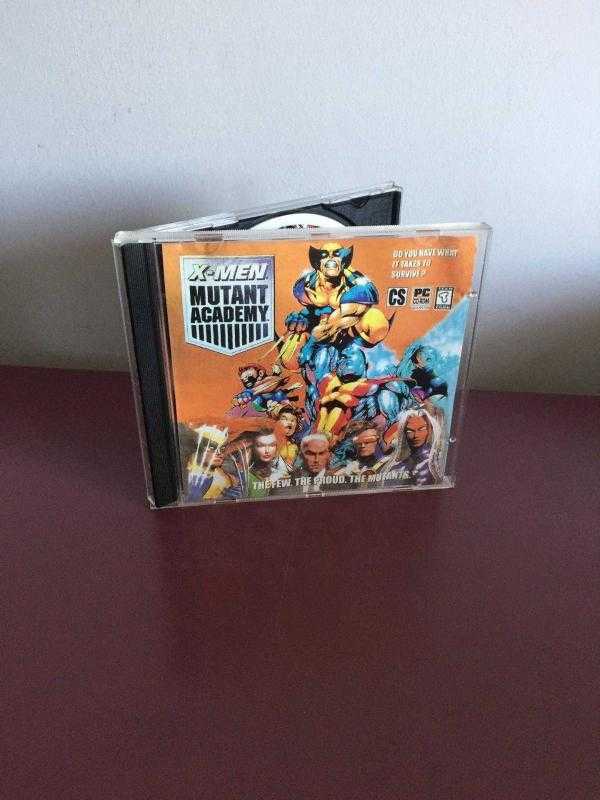 X-MEN
MUTANT
ACADEMY
DO YOU HAVE WHAT
IT TAKES TO
SURVIVE?
CS
PC
CD-ROM
THE FEW. THE PROUD. THE MUTANTS.